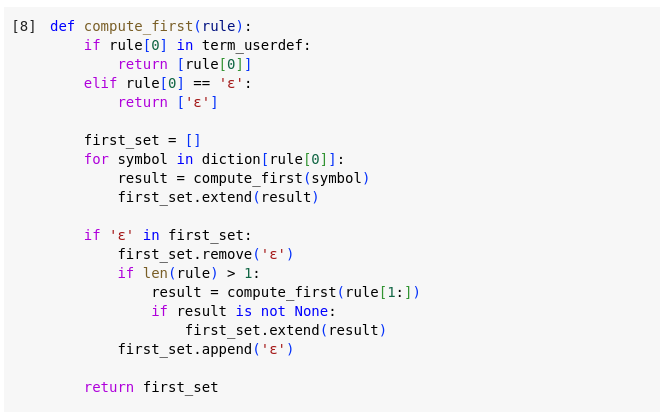 [8] def compute_first(rule):
    if rule[0] in term_userdef:
        return [rule[0]]
    elif rule[0] == 'ε':
        return ['ε']

    first_set = []
    for symbol in diction[rule[0]]:
        result = compute_first(symbol)
        first_set.extend(result)

    if 'ε' in first_set:
        first_set.remove('ε')
        if len(rule) > 1:
            result = compute_first(rule[1:])
            if result is not None:
                first_set.extend(result)
        first_set.append('ε')

    return first_set